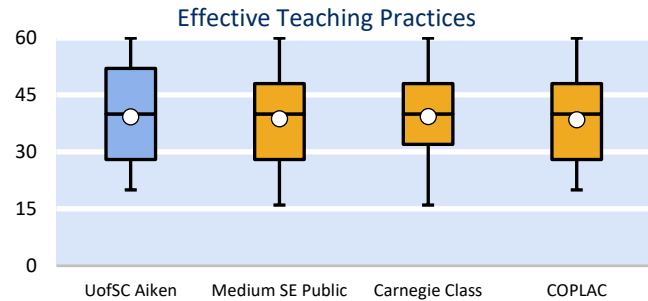 Effective Teaching Practices
60
45
30
15
0
UofSC Aiken Medium SE Public Carnegie Class COPLAC